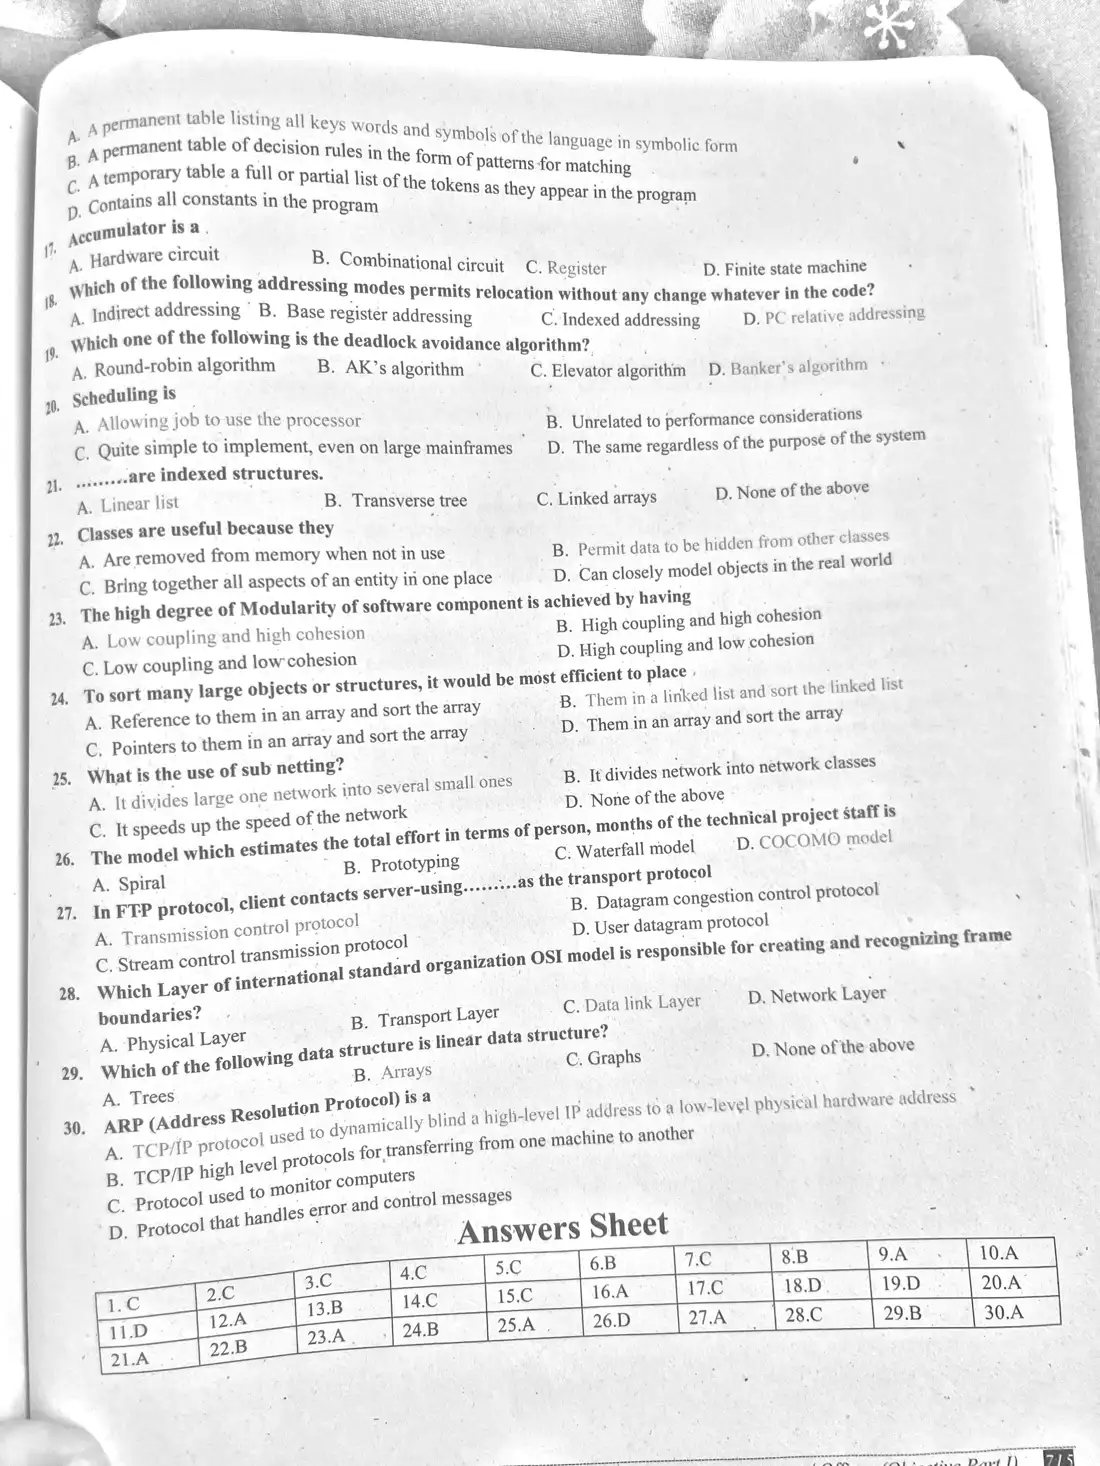 A. A permanent table listing all keys words and symbols of the language in symbolic form
B. A permanent table of decision rules in the form of patterns for matching
C. A temporary table a full or partial list of the tokens as they appear in the program
D. Contains all constants in the program
17. Accumulator is a .
A. Hardware circuit B. Combinational circuit C. Register D. Finite state machine
18. Which of the following addressing modes permits relocation without any change whatever in the code?
A. Indirect addressing B. Base register addressing C. Indexed addressing D. PC relative addressing
19. Which one of the following is the deadlock avoidance algorithm?
A. Round-robin algorithm B. AK's algorithm C. Elevator algorithm D. Banker's algorithm
20. Scheduling is
A. Allowing job to use the processor B. Unrelated to performance considerations
C. Quite simple to implement, even on large mainframes D. The same regardless of the purpose of the system
21. .........are indexed structures.
A. Linear list B. Transverse tree C. Linked arrays D. None of the above
22. Classes are useful because they
A. Are removed from memory when not in use B. Permit data to be hidden from other classes
C. Bring together all aspects of an entity in one place D. Can closely model objects in the real world
23. The high degree of Modularity of software component is achieved by having
A. Low coupling and high cohesion B. High coupling and high cohesion
C. Low coupling and low cohesion D. High coupling and low cohesion
24. To sort many large objects or structures, it would be most efficient to place .
A. Reference to them in an array and sort the array B. Them in a linked list and sort the linked list
C. Pointers to them in an array and sort the array D. Them in an array and sort the array
25. What is the use of sub netting?
A. It divides large one network into several small ones B. It divides network into network classes
C. It speeds up the speed of the network D. None of the above
26. The model which estimates the total effort in terms of person, months of the technical project staff is
A. Spiral B. Prototyping C. Waterfall model D. COCOMO model
27. In FTP protocol, client contacts server-using.........as the transport protocol
A. Transmission control protocol B. Datagram congestion control protocol
C. Stream control transmission protocol D. User datagram protocol
28. Which Layer of international standard organization OSI model is responsible for creating and recognizing frame
boundaries?
A. Physical Layer B. Transport Layer C. Data link Layer D. Network Layer
29. Which of the following data structure is linear data structure?
A. Trees B. Arrays C. Graphs D. None of the above
30. ARP (Address Resolution Protocol) is a
A. TCP/IP protocol used to dynamically blind a high-level IP address to a low-level physical hardware address
B. TCP/IP high level protocols for transferring from one machine to another
C. Protocol used to monitor computers
D. Protocol that handles error and control messages
Answers Sheet
1. C 2.C 3.C 4.C 5.C 6.B 7.C 8.B 9.A 10.A
11.D 12.A 13.B 14.C 15.C 16.A 17.C 18.D 19.D 20.A
21.A 22.B 23.A 24.B 25.A 26.D 27.A 28.C 29.B 30.A
Part I) 715